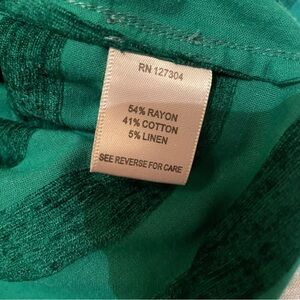 RN 127304
54% RAYON
41% COTTON
5% LINEN
SEE REVERSE FOR CARE